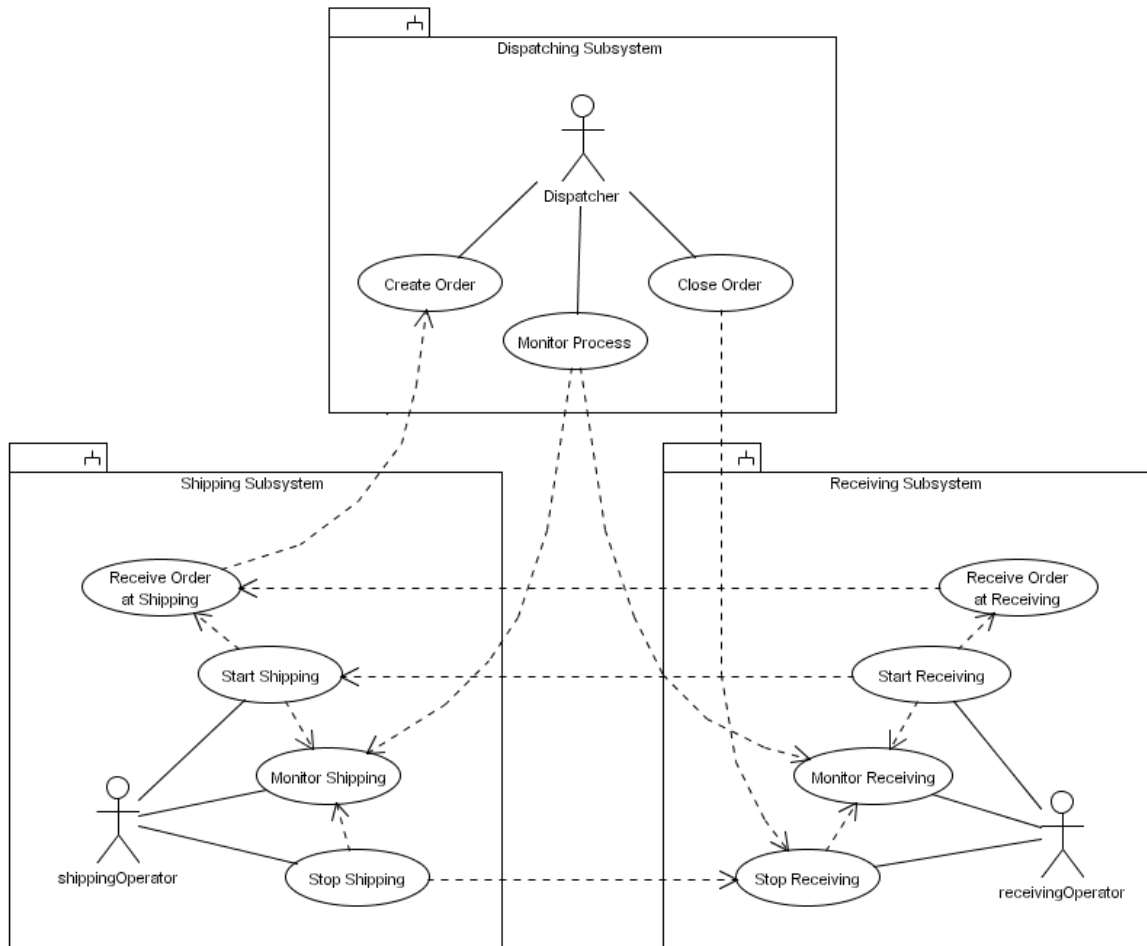 Dispatching Subsystem
Dispatcher
Create Order
Close Order
Monitor Process
Shipping Subsystem
Receive Order
at Shipping
Start Shipping
Monitor Shipping
shippingOperator
Stop Shipping
Receiving Subsystem
Receive Order
at Receiving
Start Receiving
Monitor Receiving
Stop Receiving
receivingOperator